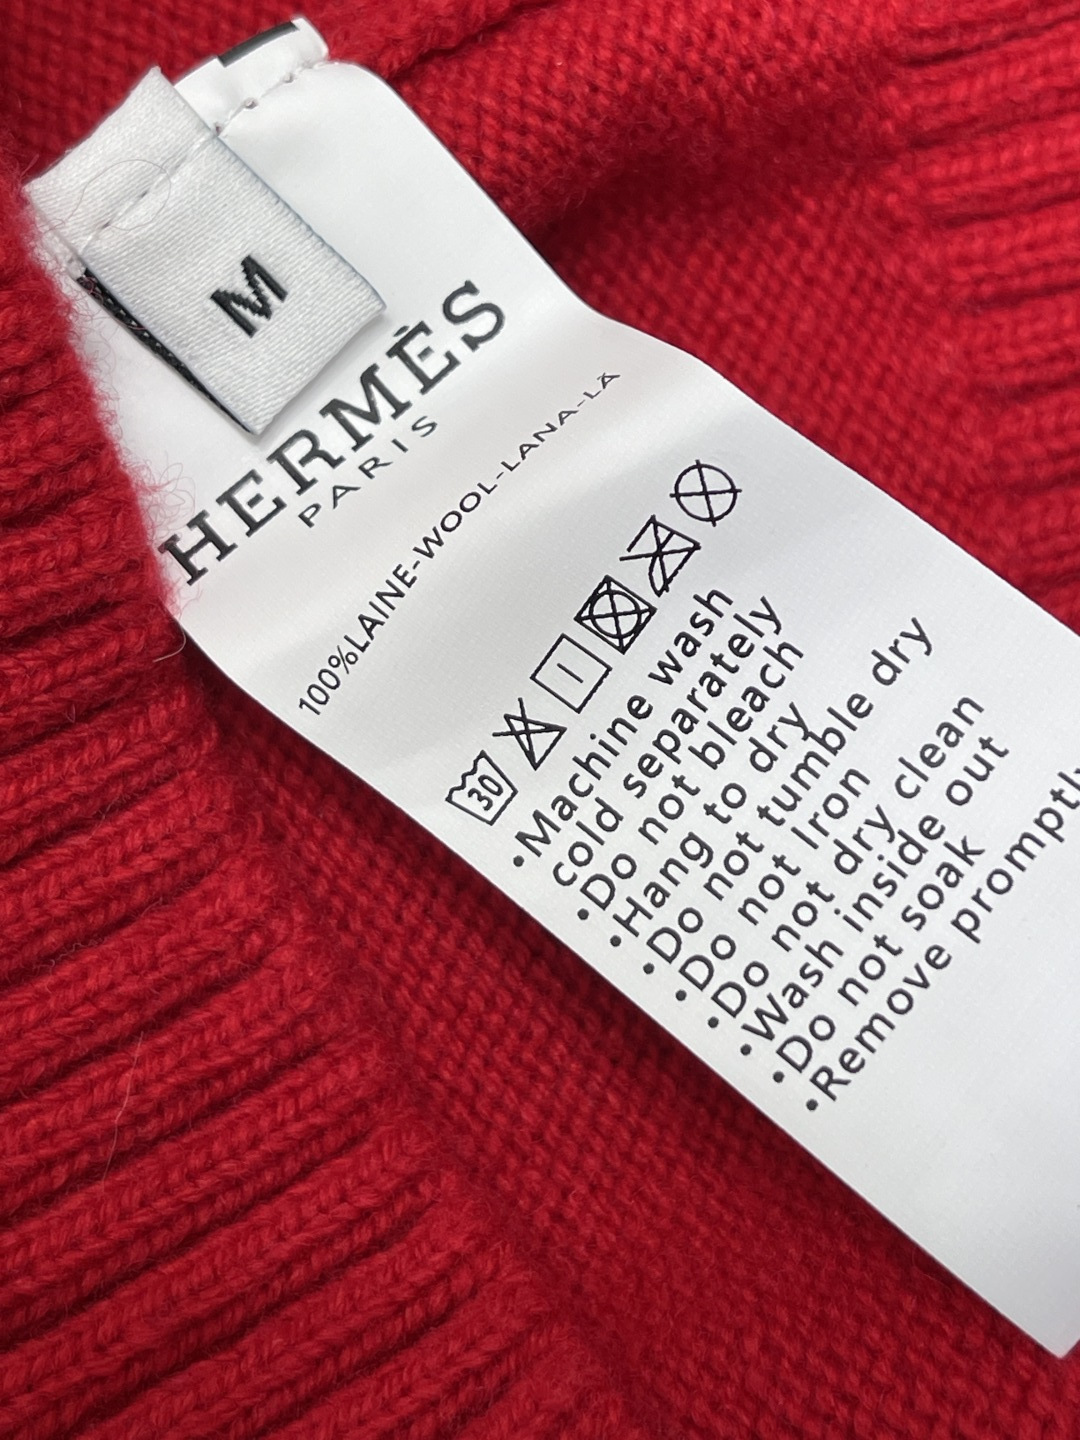 M
HERMÈS
PARIS
100%LAINE-WOOL-LANA-LÃ
30
•Machine wash
cold separately
•Do not bleach
•Hang to dry
•Do not tumble dry
•Do not Iron
•Do not dry clean
•Wash inside out
•Do not soak
•Remove promptly